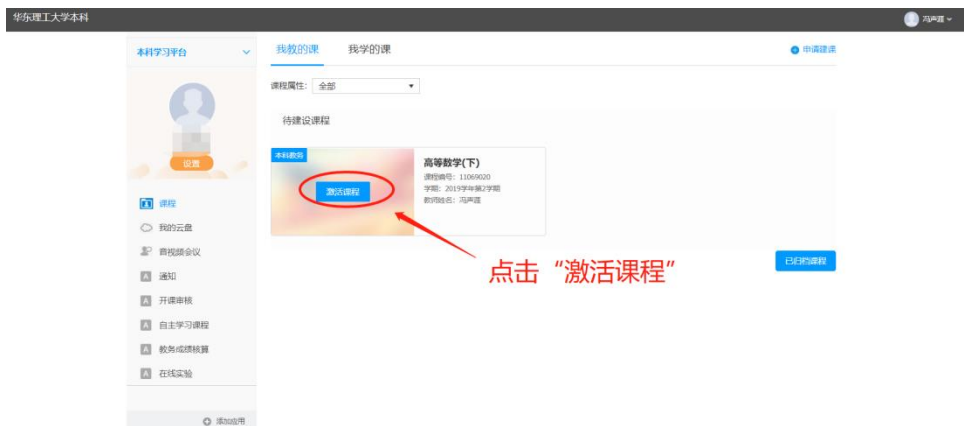 华东理工大学本科
冯声涯
本科学习平台
我教的课 我学的课
申请建课
课程属性： 全部
待建设课程
设置
本科教务
激活课程
高等数学(下)
课程编号：11069020
学期：2019学年第2学期
教师姓名：冯声涯
点击“激活课程”
已归档课程
课程
我的云盘
音视频会议
通知
开课审核
自主学习课程
教务成绩核算
在线实验
添加应用